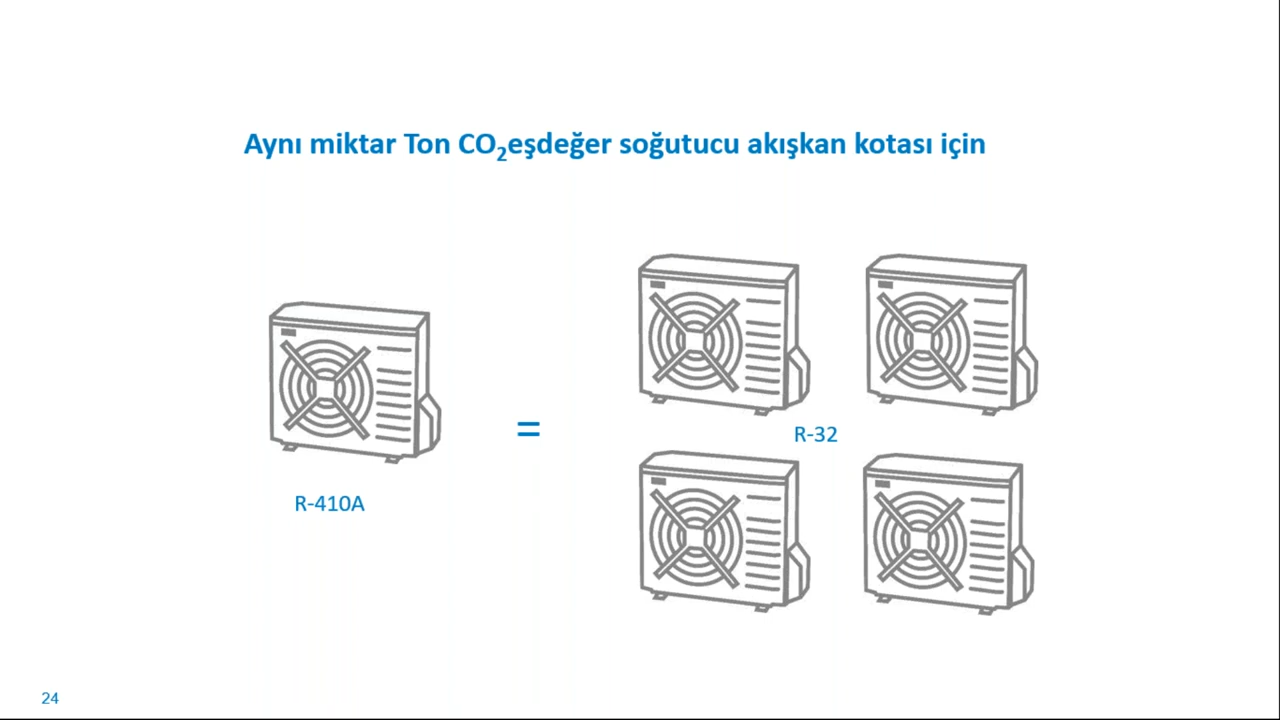 Aynı miktar Ton CO₂eşdeğer soğutucu akışkan kotası için
=
R-32
R-410A
24